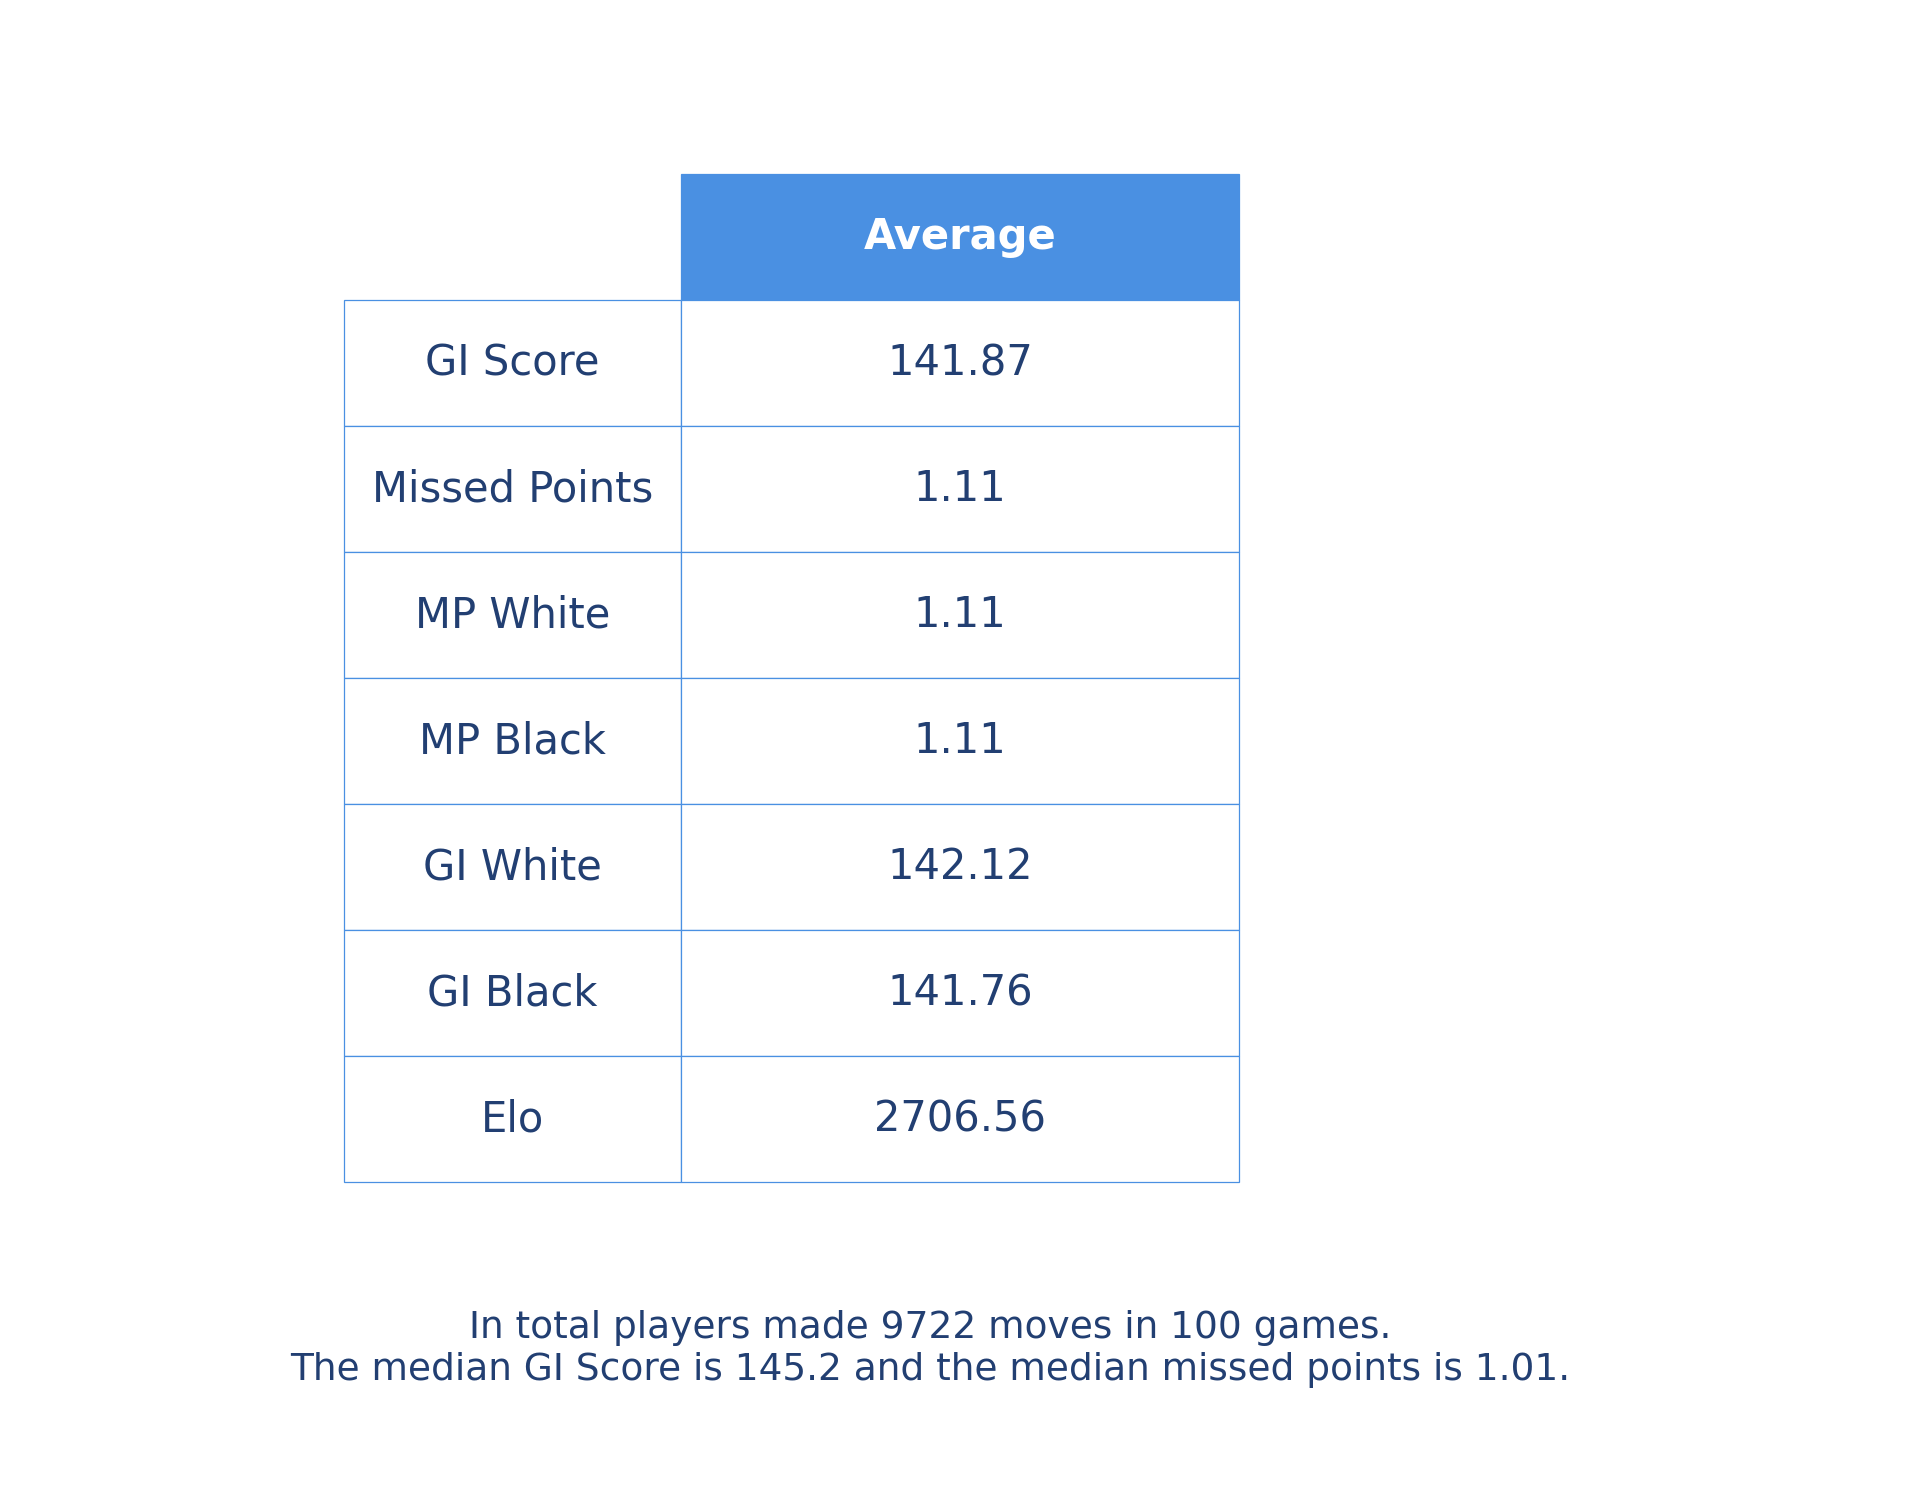 Average
GI Score 141.87
Missed Points 1.11
MP White 1.11
MP Black 1.11
GI White 142.12
GI Black 141.76
Elo 2706.56
In total players made 9722 moves in 100 games.
The median GI Score is 145.2 and the median missed points is 1.01.